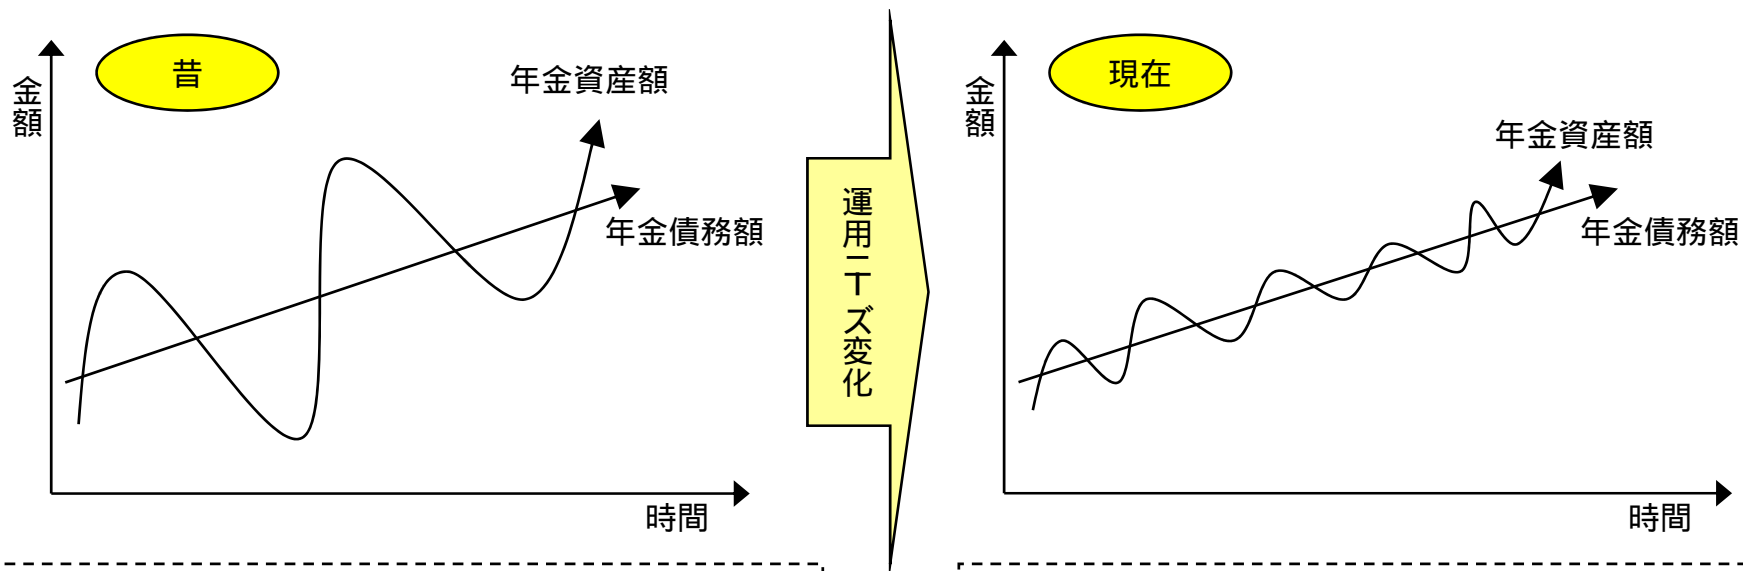 昔
年金資産額
金額
年金債務額
時間
運用ニーズ変化
現在
年金資産額
金額
年金債務額
時間